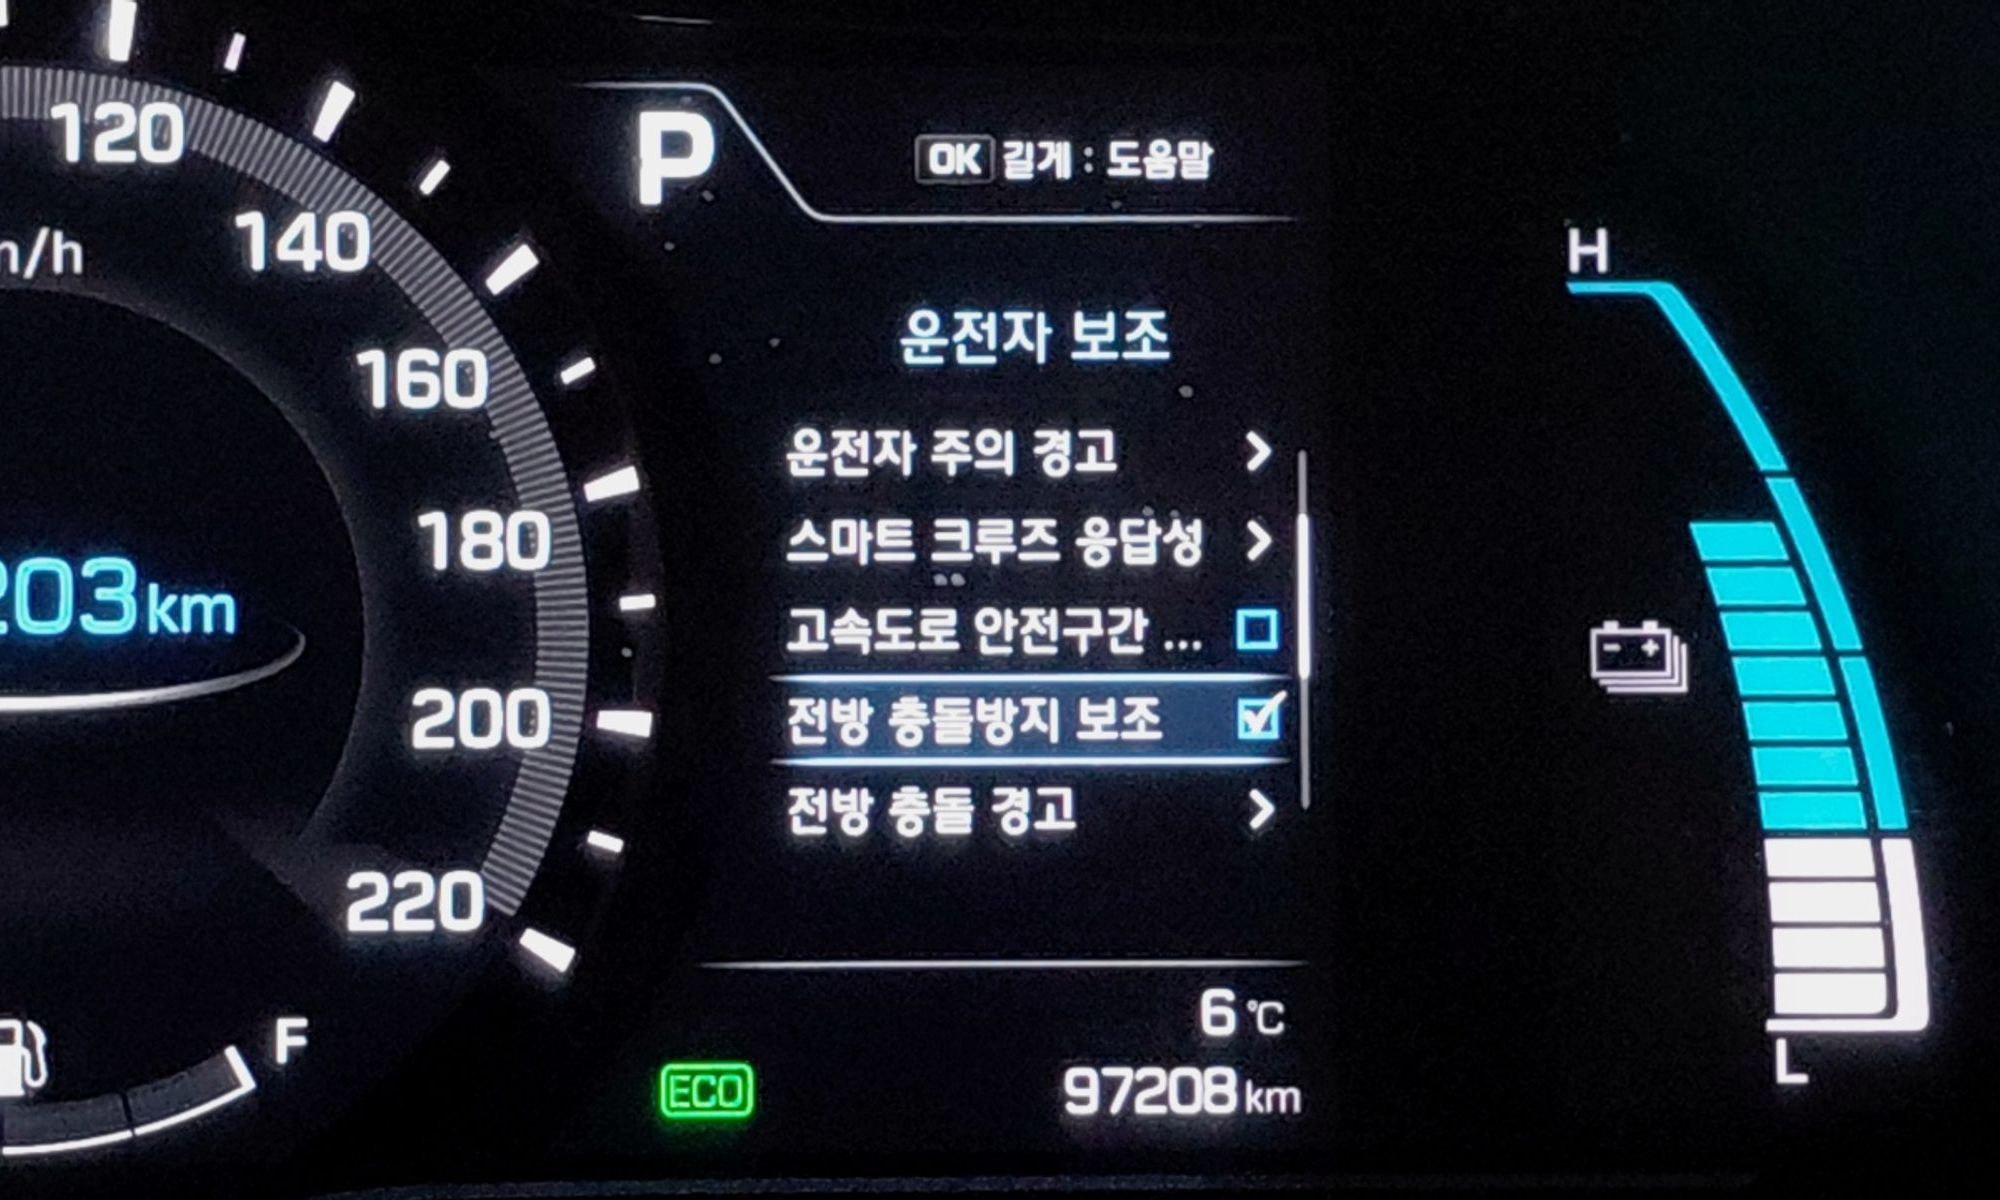 120
140
160
180
200
220
km
F
P
OK 길게 : 도움말
운전자 보조
운전자 주의 경고
스마트 크루즈 응답성
고속도로 안전구간 ...
전방 충돌방지 보조
전방 충돌 경고
6 °C
ECO
97208 km
H
L